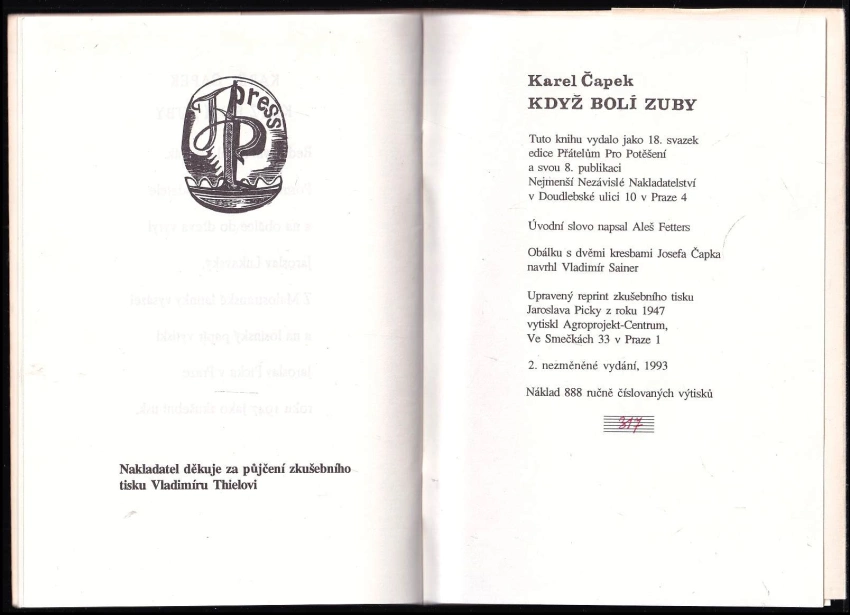 press
Nakladatel děkuje za půjčení zkušebního
tisku Vladimíru Thielovi
Karel Čapek
KDYŽ BOLÍ ZUBY
Tuto knihu vydalo jako 18. svazek
edice Přátelům Pro Potěšení
a svou 8. publikaci
Nejmenší Nezávislé Nakladatelství
v Doudlebské ulici 10 v Praze 4
Úvodní slovo napsal Aleš Fetters
Obálku s dvěmi kresbami Josefa Čapka
navrhl Vladimír Sainer
Upravený reprint zkušebního tisku
Jaroslava Picky z roku 1947
vytiskl Agroprojekt-Centrum,
Ve Smečkách 33 v Praze 1
2. nezměněné vydání, 1993
Náklad 888 ručně číslovaných výtisků
317